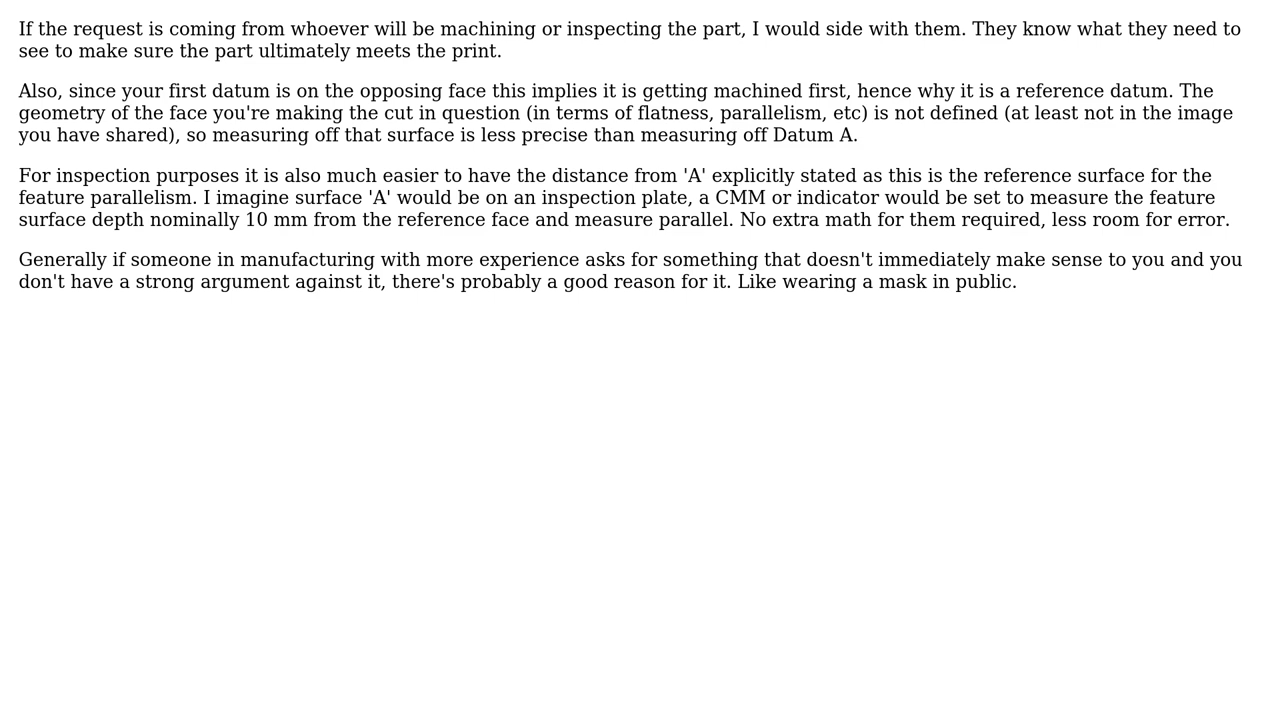 If the request is coming from whoever will be machining or inspecting the part, I would side with them. They know what they need to
see to make sure the part ultimately meets the print.
Also, since your first datum is on the opposing face this implies it is getting machined first, hence why it is a reference datum. The
geometry of the face you're making the cut in question (in terms of flatness, parallelism, etc) is not defined (at least not in the image
you have shared), so measuring off that surface is less precise than measuring off Datum A.
For inspection purposes it is also much easier to have the distance from 'A' explicitly stated as this is the reference surface for the
feature parallelism. I imagine surface 'A' would be on an inspection plate, a CMM or indicator would be set to measure the feature
surface depth nominally 10 mm from the reference face and measure parallel. No extra math for them required, less room for error.
Generally if someone in manufacturing with more experience asks for something that doesn't immediately make sense to you and you
don't have a strong argument against it, there's probably a good reason for it. Like wearing a mask in public.